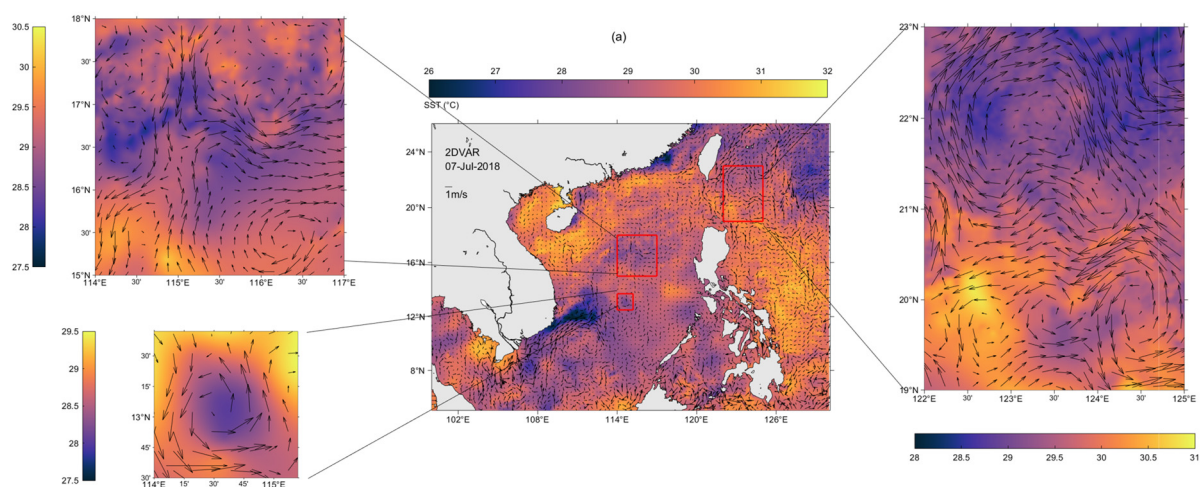 (a)
26 27 28 29 30 31 32
SST (°C)
2DVAR
07-Jul-2018
1m/s
24°N
20°N
16°N
12°N
8°N
102°E 108°E 114°E 120°E 126°E
30.5
30
29.5
29
28.5
28
27.5
18°N
30'
17°N
30'
16°N
30'
15°N
114°E 30' 115°E 30' 116°E 30' 117°E
29.5
29
28.5
28
27.5
30'
15'
13°N
45'
30'
114°E 15' 30' 45' 115°E
23°N
22°N
21°N
20°N
19°N
122°E 30' 123°E 30' 124°E 30' 125°E
28 28.5 29 29.5 30 30.5 31